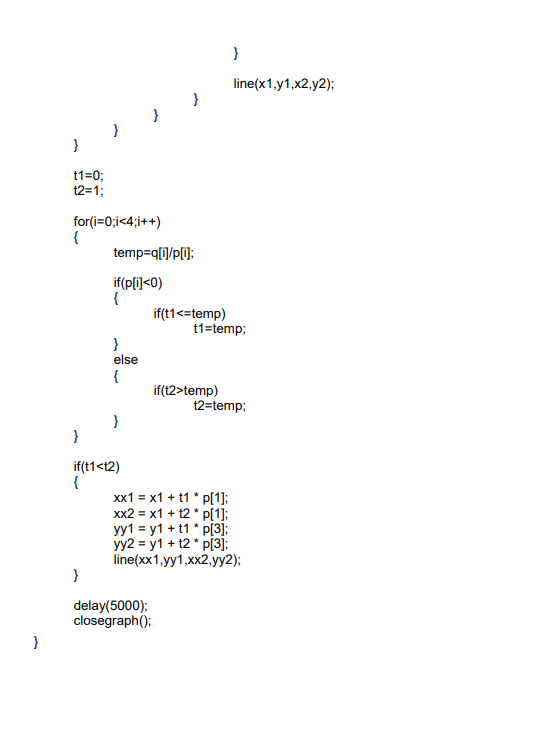 }
line(x1,y1,x2,y2);
}
}
}
}
t1=0;
t2=1;
for(i=0;i<4;i++)
{
temp=q[i]/p[i];
if(p[i]<0)
{
if(t1<=temp)
t1=temp;
}
else
{
if(t2>temp)
t2=temp;
}
}
if(t1<t2)
{
xx1 = x1 + t1 * p[1];
xx2 = x1 + t2 * p[1];
yy1 = y1 + t1 * p[3];
yy2 = y1 + t2 * p[3];
line(xx1,yy1,xx2,yy2);
}
delay(5000);
closegraph();
}